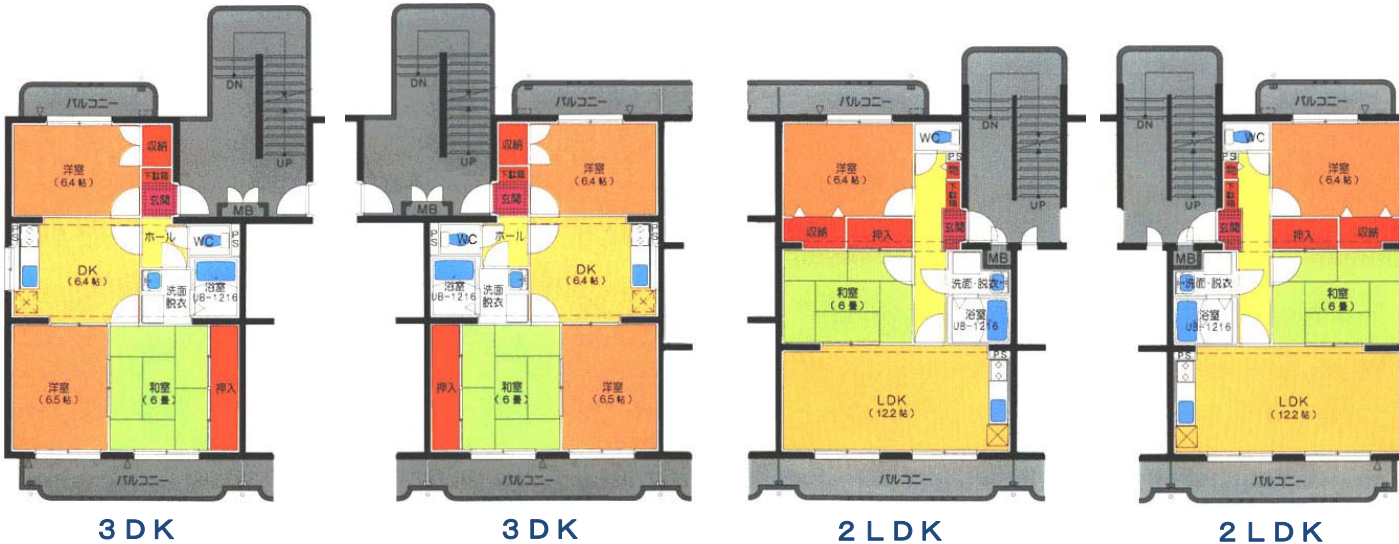 バルコニー
DN
UP
洋室
(6.4帖)
収納
下駄箱
玄関
MB
PS
ホール
WC
DK
(6.4帖)
浴室
UB-1216
洗面
脱衣
洋室
(6.5帖)
和室
(6畳)
押入
バルコニー
3DK
バルコニー
DN
UP
収納
洋室
(6.4帖)
下駄箱
玄関
MB
PS
WC
ホール
DK
(6.4帖)
浴室
UB-1216
洗面
脱衣
押入
和室
(6畳)
洋室
(6.5帖)
バルコニー
3DK
バルコニー
DN
UP
WC
洋室
(6.4帖)
PS
物
下駄箱
玄関
収納
押入
MB
洗面・脱衣
和室
(6畳)
浴室
UB-1216
PS
LDK
(12.2帖)
バルコニー
2LDK
バルコニー
DN
UP
WC
洋室
(6.4帖)
PS
物
下駄箱
玄関
押入
収納
MB
洗面・脱衣
和室
(6畳)
浴室
UB-1216
P.S.
LDK
(12.2帖)
バルコニー
2LDK